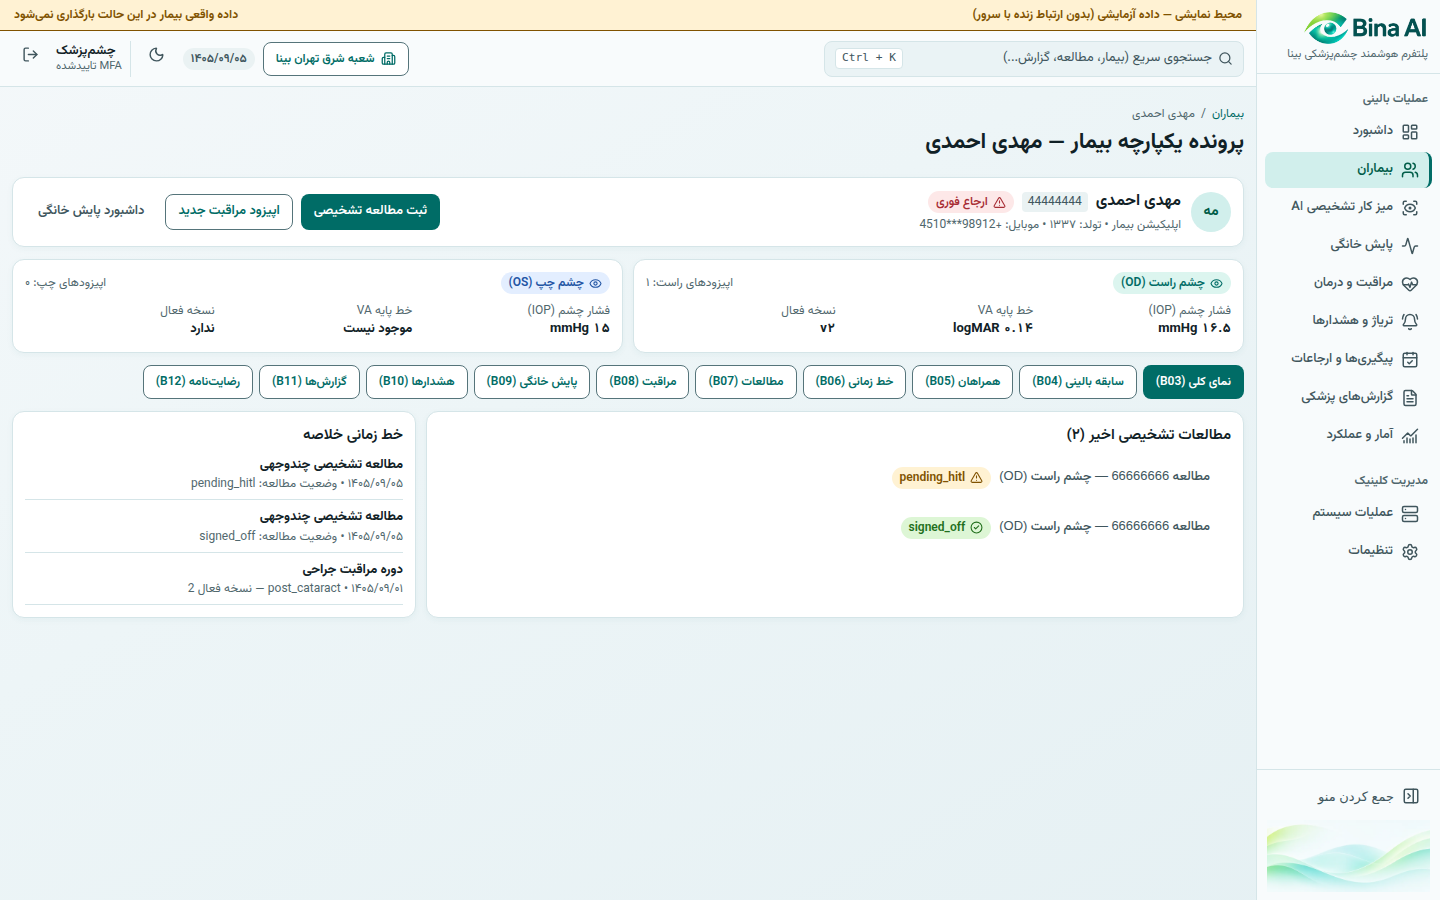 محیط نمایشی — داده آزمایشی (بدون ارتباط زنده با سرور)
داده واقعی بیمار در این حالت بارگذاری نمی‌شود
Bina AI
پلتفرم هوشمند چشم‌پزشکی بینا
عملیات بالینی
داشبورد
بیماران
میز کار تشخیصی AI
پایش خانگی
مراقبت و درمان
تریاژ و هشدارها
پیگیری‌ها و ارجاعات
گزارش‌های پزشکی
آمار و عملکرد
مدیریت کلینیک
عملیات سیستم
تنظیمات
جمع کردن منو
جستجوی سریع (بیمار، مطالعه، گزارش...)
Ctrl + K
شعبه شرق تهران بینا
۱۴۰۵/۰۹/۰۵
چشم‌پزشک
MFA تاییدشده
بیماران / مهدی احمدی
پرونده یکپارچه بیمار — مهدی احمدی
مه
مهدی احمدی 44444444 ارجاع فوری
اپلیکیشن بیمار • تولد: ۱۳۳۷ • موبایل: +98912***4510
ثبت مطالعه تشخیصی
اپیزود مراقبت جدید
داشبورد پایش خانگی
چشم راست (OD)
اپیزودهای راست: ۱
فشار چشم (IOP)
۱۶.۵ mmHg
خط پایه VA
۰.۱۴ logMAR
نسخه فعال
v۲
چشم چپ (OS)
اپیزودهای چپ: ۰
فشار چشم (IOP)
۱۵ mmHg
خط پایه VA
موجود نیست
نسخه فعال
ندارد
نمای کلی (B03)
سابقه بالینی (B04)
همراهان (B05)
خط زمانی (B06)
مطالعات (B07)
مراقبت (B08)
پایش خانگی (B09)
هشدارها (B10)
گزارش‌ها (B11)
رضایت‌نامه (B12)
مطالعات تشخیصی اخیر (۲)
مطالعه 66666666 — چشم راست (OD) pending_hitl
مطالعه 66666666 — چشم راست (OD) signed_off
خط زمانی خلاصه
مطالعه تشخیصی چندوجهی
۱۴۰۵/۰۹/۰۵ • وضعیت مطالعه: pending_hitl
مطالعه تشخیصی چندوجهی
۱۴۰۵/۰۹/۰۵ • وضعیت مطالعه: signed_off
دوره مراقبت جراحی
۱۴۰۵/۰۹/۰۱ • post_cataract — نسخه فعال 2